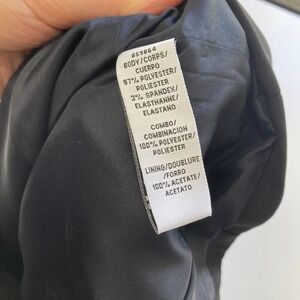 059864
BODY/CORPS/
CUERPO
97% POLYESTER/
POLIESTER
3% SPANDEX/
ELASTHANNE/
ELASTANO
COMBO/
COMBINACION
100% POLYESTER/
POLIESTER
LINING/DOUBLURE
/FORRO
100% ACETATE/
ACETATO